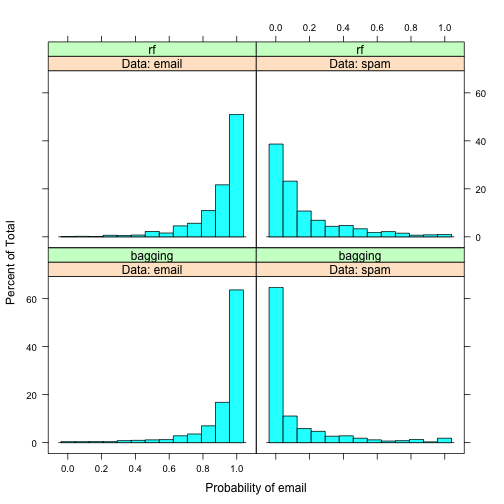 0.0 0.2 0.4 0.6 0.8 1.0
rf rf
Data: email Data: spam
60
40
20
0
bagging bagging
Data: email Data: spam
60
40
20
0
0.0 0.2 0.4 0.6 0.8 1.0
Percent of Total
Probability of email